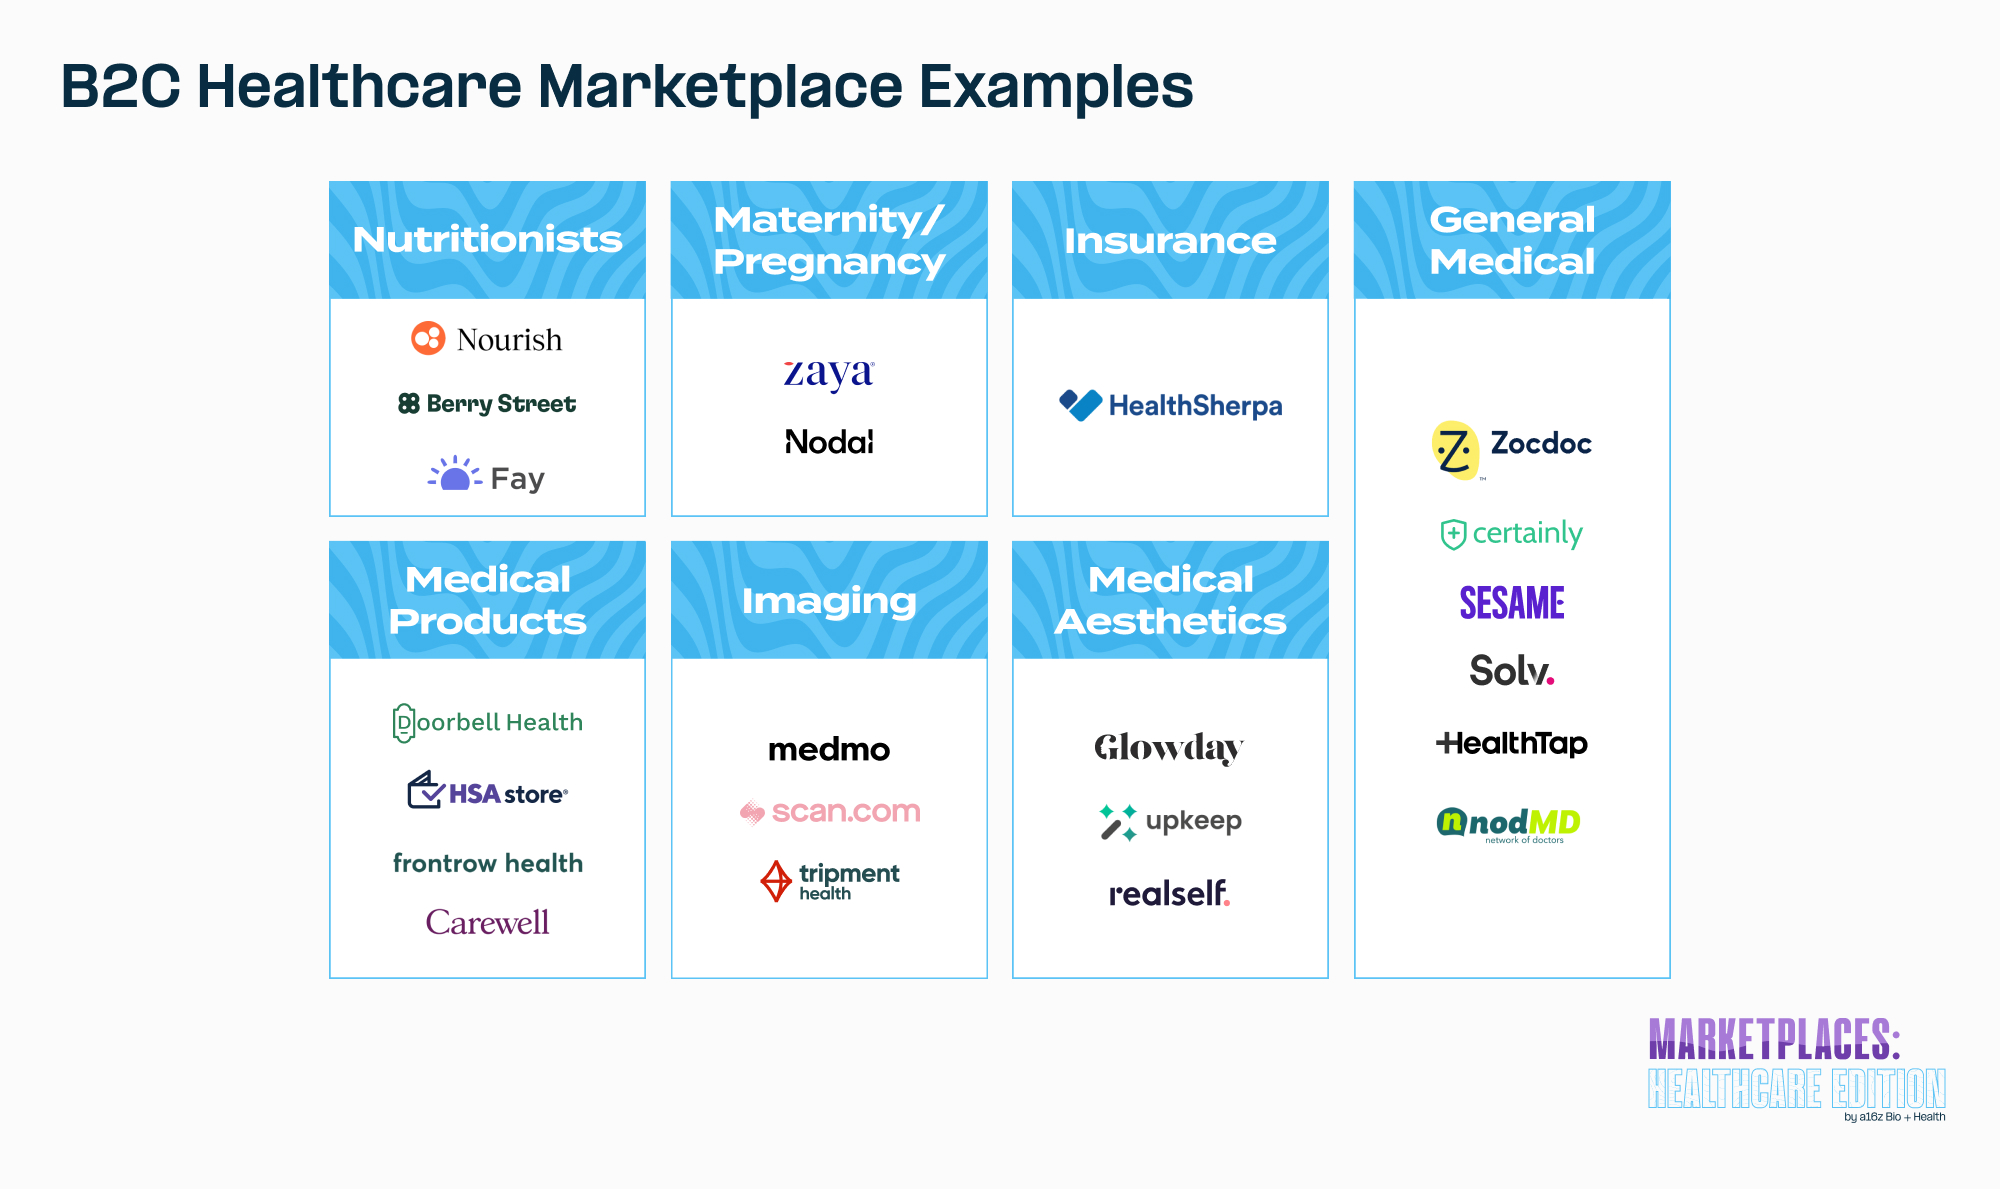 B2C Healthcare Marketplace Examples
Nutritionists
Nourish
Berry Street
Fay
Maternity/
Pregnancy
zaya®
Nodal
Insurance
HealthSherpa
General
Medical
Zocdoc
™
certainly
SESAME
Solv.
HealthTap
n nodMD
network of doctors
Medical
Products
Doorbell Health
HSA store®
frontrow health
Carewell
Imaging
medmo
scan.com
tripment
health
Medical
Aesthetics
Glowday
upkeep
realself.
MARKETPLACES:
HEALTHCARE EDITION
by a16z Bio + Health